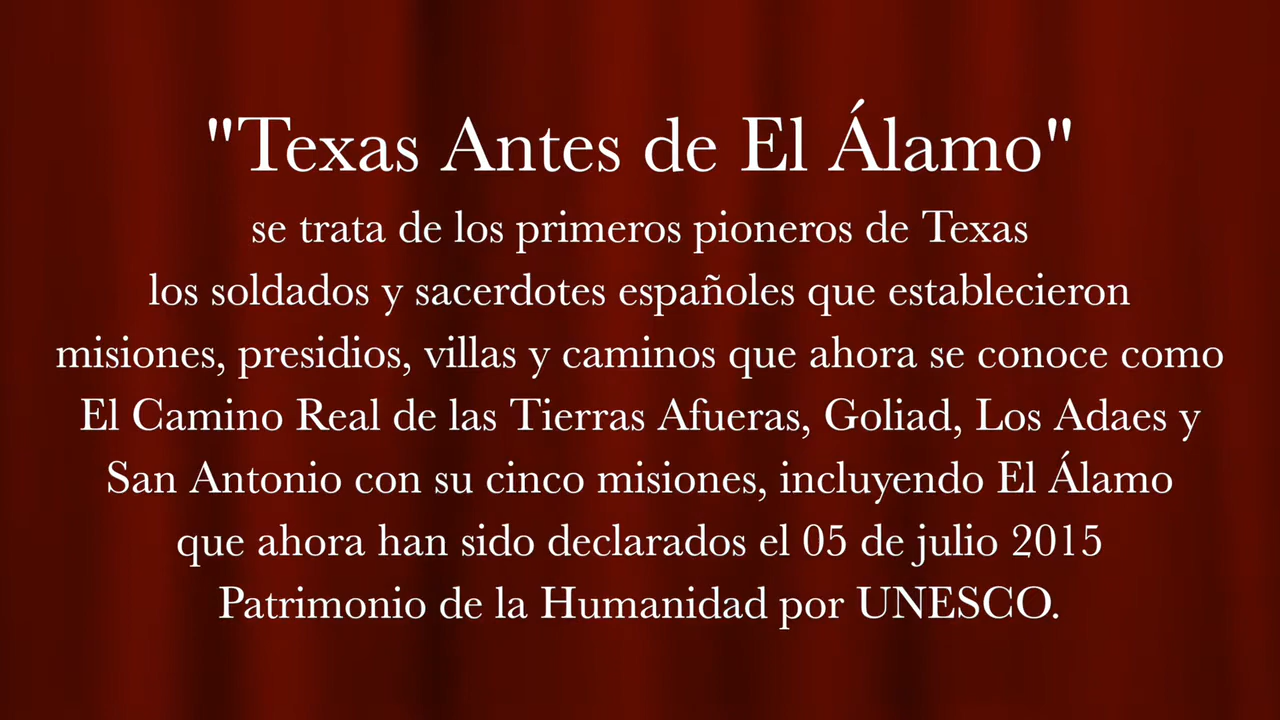 "Texas Antes de El Álamo"
se trata de los primeros pioneros de Texas
los soldados y sacerdotes españoles que establecieron
misiones, presidios, villas y caminos que ahora se conoce como
El Camino Real de las Tierras Afueras, Goliad, Los Adaes y
San Antonio con su cinco misiones, incluyendo El Álamo
que ahora han sido declarados el 05 de julio 2015
Patrimonio de la Humanidad por UNESCO.